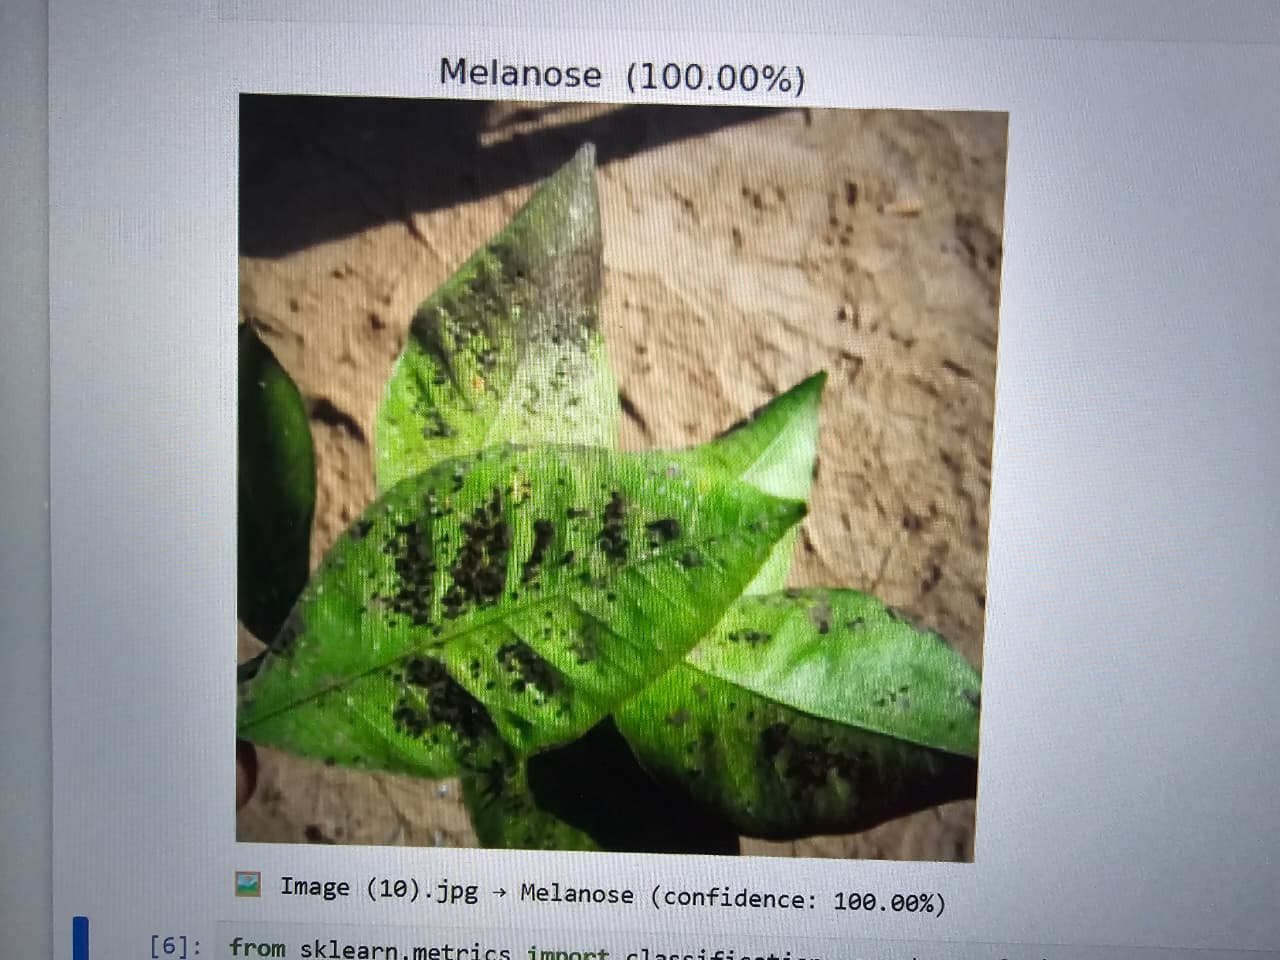 Melanose (100.00%)
Image (10).jpg → Melanose (confidence: 100.00%)
[6]: from sklearn.metrics import